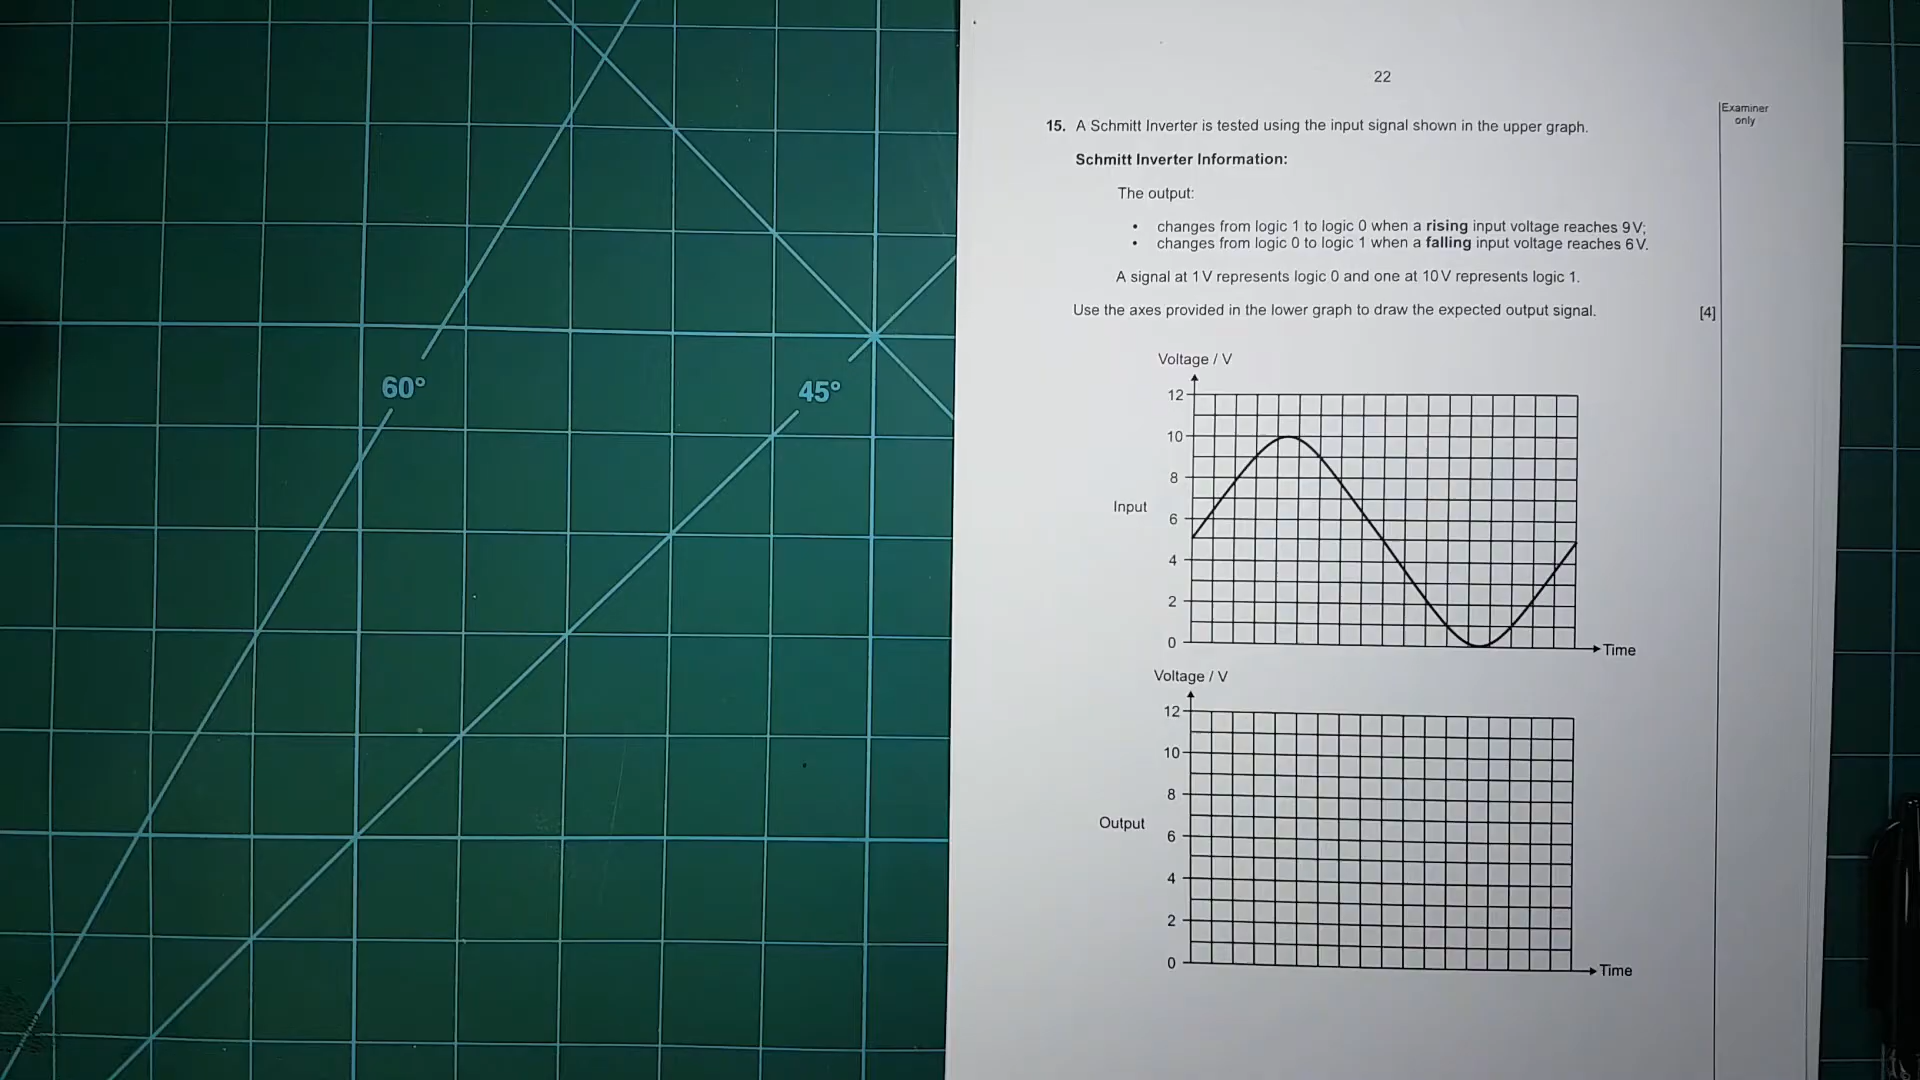 60°
45°
22
Examiner
only
15. A Schmitt Inverter is tested using the input signal shown in the upper graph.
Schmitt Inverter Information:
The output:
• changes from logic 1 to logic 0 when a rising input voltage reaches 9 V;
• changes from logic 0 to logic 1 when a falling input voltage reaches 6 V.
A signal at 1 V represents logic 0 and one at 10 V represents logic 1.
Use the axes provided in the lower graph to draw the expected output signal. [4]
Voltage / V
12
10
8
Input
6
4
2
0
Time
Voltage / V
12
10
8
Output
6
4
2
0
Time